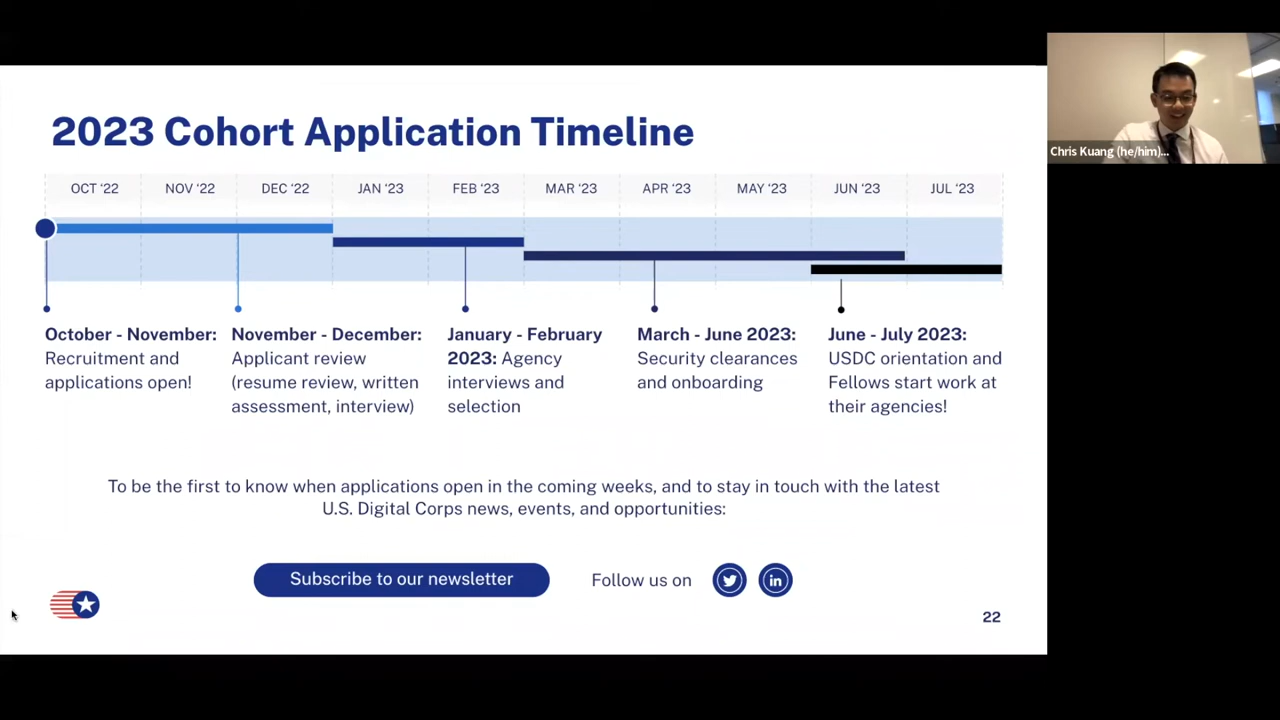 2023 Cohort Application Timeline
OCT ‘22
NOV ‘22
DEC ‘22
JAN ‘23
FEB ‘23
MAR ‘23
APR ‘23
MAY ‘23
JUN ‘23
JUL ‘23
October - November:
Recruitment and
applications open!
November - December:
Applicant review
(resume review, written
assessment, interview)
January - February
2023: Agency
interviews and
selection
March - June 2023:
Security clearances
and onboarding
June - July 2023:
USDC orientation and
Fellows start work at
their agencies!
To be the first to know when applications open in the coming weeks, and to stay in touch with the latest
U.S. Digital Corps news, events, and opportunities:
Subscribe to our newsletter
Follow us on
in
22
Chris Kuang (he/him)...